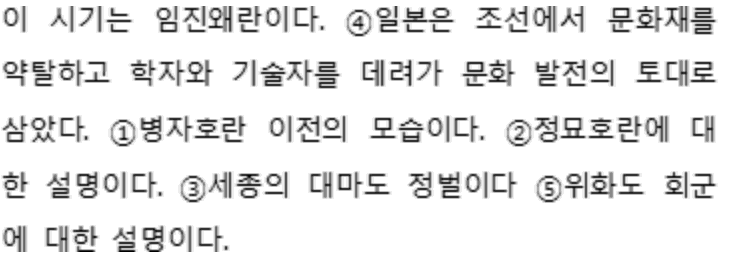 이 시기는 임진왜란이다. ④일본은 조선에서 문화재를
약탈하고 학자와 기술자를 데려가 문화 발전의 토대로
삼았다. ①병자호란 이전의 모습이다. ②정묘호란에 대
한 설명이다. ③세종의 대마도 정벌이다 ⑤위화도 회군
에 대한 설명이다.